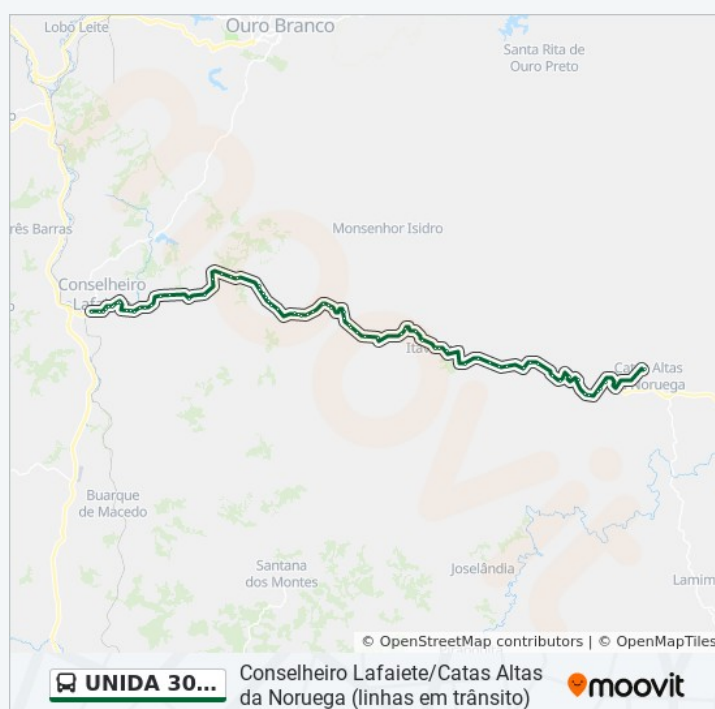 Lobo Leite
Ouro Branco
Santa Rita de
Ouro Preto
rês Barras
Monsenhor Isidro
Conselheiro
Lafa
Itav
Catas Altas
Noruega
Buarque
de Macedo
Santana
dos Montes
Joselândia
Lamim
© OpenStreetMap contributors | © OpenMapTiles
UNIDA 30...
Conselheiro Lafaiete/Catas Altas
da Noruega (linhas em trânsito)
moovit